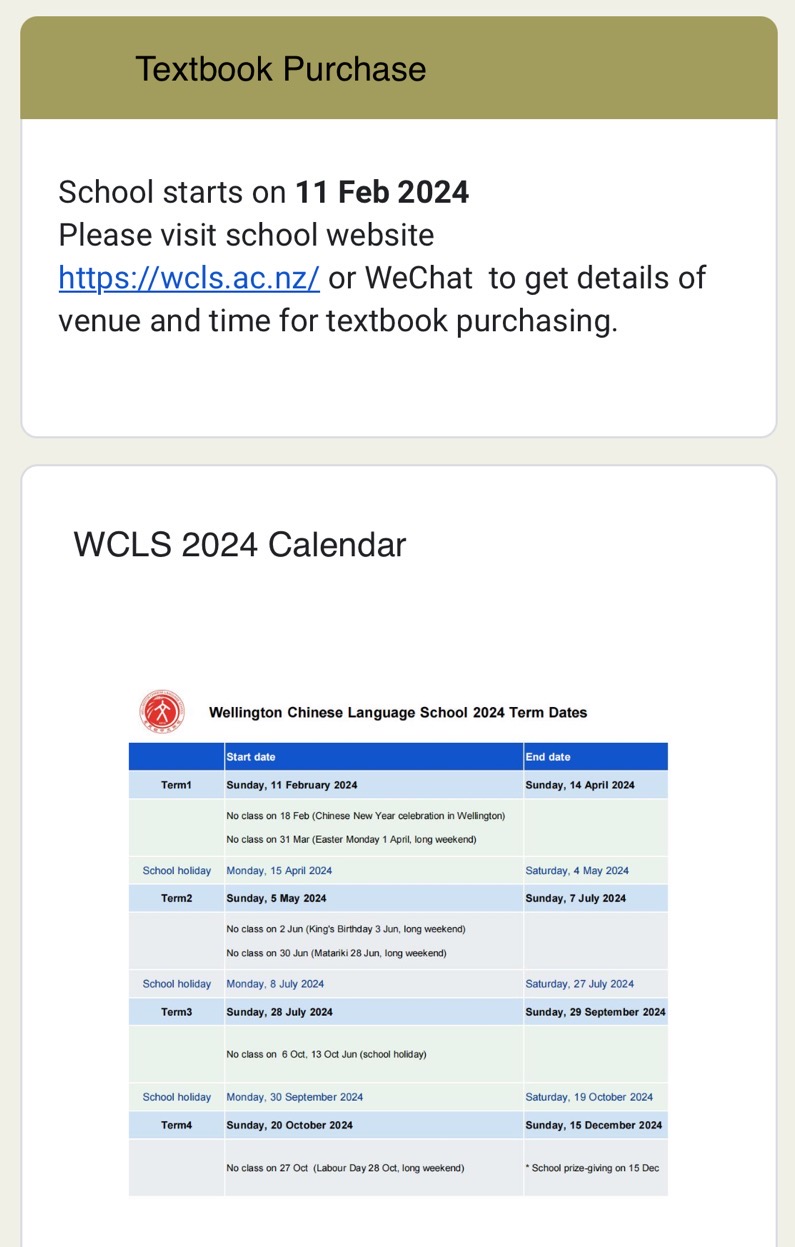 Textbook Purchase
School starts on 11 Feb 2024
Please visit school website
https://wcls.ac.nz/ or WeChat  to get details of
venue and time for textbook purchasing.
WCLS 2024 Calendar
Wellington Chinese Language School 2024 Term Dates
Start date End date
Term1 Sunday, 11 February 2024 Sunday, 14 April 2024
No class on 18 Feb (Chinese New Year celebration in Wellington)
No class on 31 Mar (Easter Monday 1 April, long weekend)
School holiday Monday, 15 April 2024 Saturday, 4 May 2024
Term2 Sunday, 5 May 2024 Sunday, 7 July 2024
No class on 2 Jun (King's Birthday 3 Jun, long weekend)
No class on 30 Jun (Matariki 28 Jun, long weekend)
School holiday Monday, 8 July 2024 Saturday, 27 July 2024
Term3 Sunday, 28 July 2024 Sunday, 29 September 2024
No class on  6 Oct, 13 Oct Jun (school holiday)
School holiday Monday, 30 September 2024 Saturday, 19 October 2024
Term4 Sunday, 20 October 2024 Sunday, 15 December 2024
No class on 27 Oct  (Labour Day 28 Oct, long weekend) * School prize-giving on 15 Dec